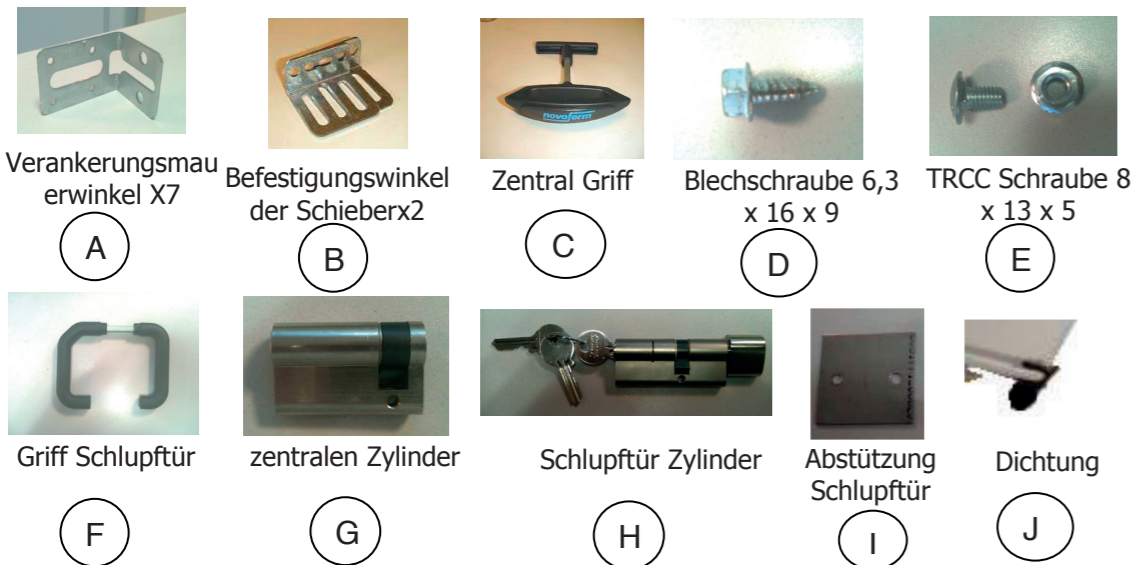 novoferm
Verankerungsmau
erwinkel X7
Befestigungswinkel
der Schieberx2
Zentral Griff
Blechschraube 6,3
x 16 x 9
TRCC Schraube 8
x 13 x 5
A
B
C
D
E
Griff Schlupftür
zentralen Zylinder
Schlupftür Zylinder
Abstützung
Schlupftür
Dichtung
F
G
H
I
J